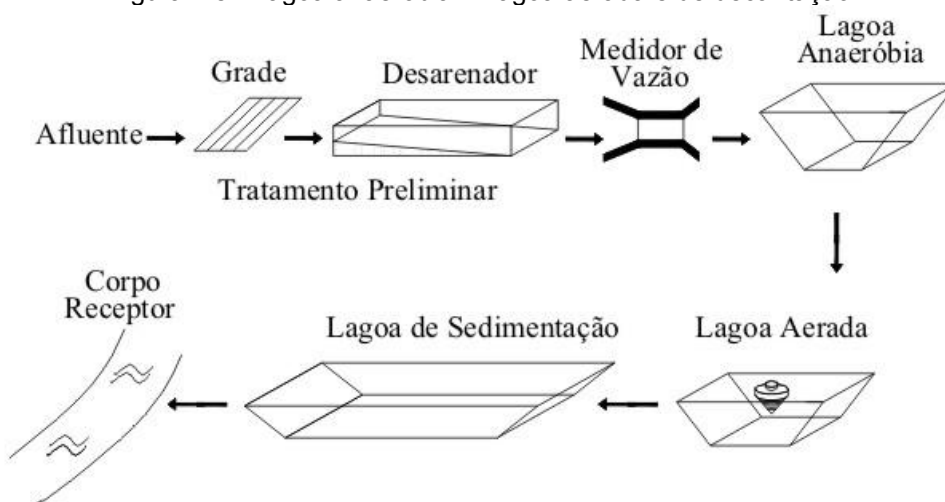 Lagoa
Anaeróbia
Medidor de
Vazão
Desarenador
Grade
Afluente
Tratamento Preliminar
Corpo
Receptor
Lagoa de Sedimentação
Lagoa Aerada